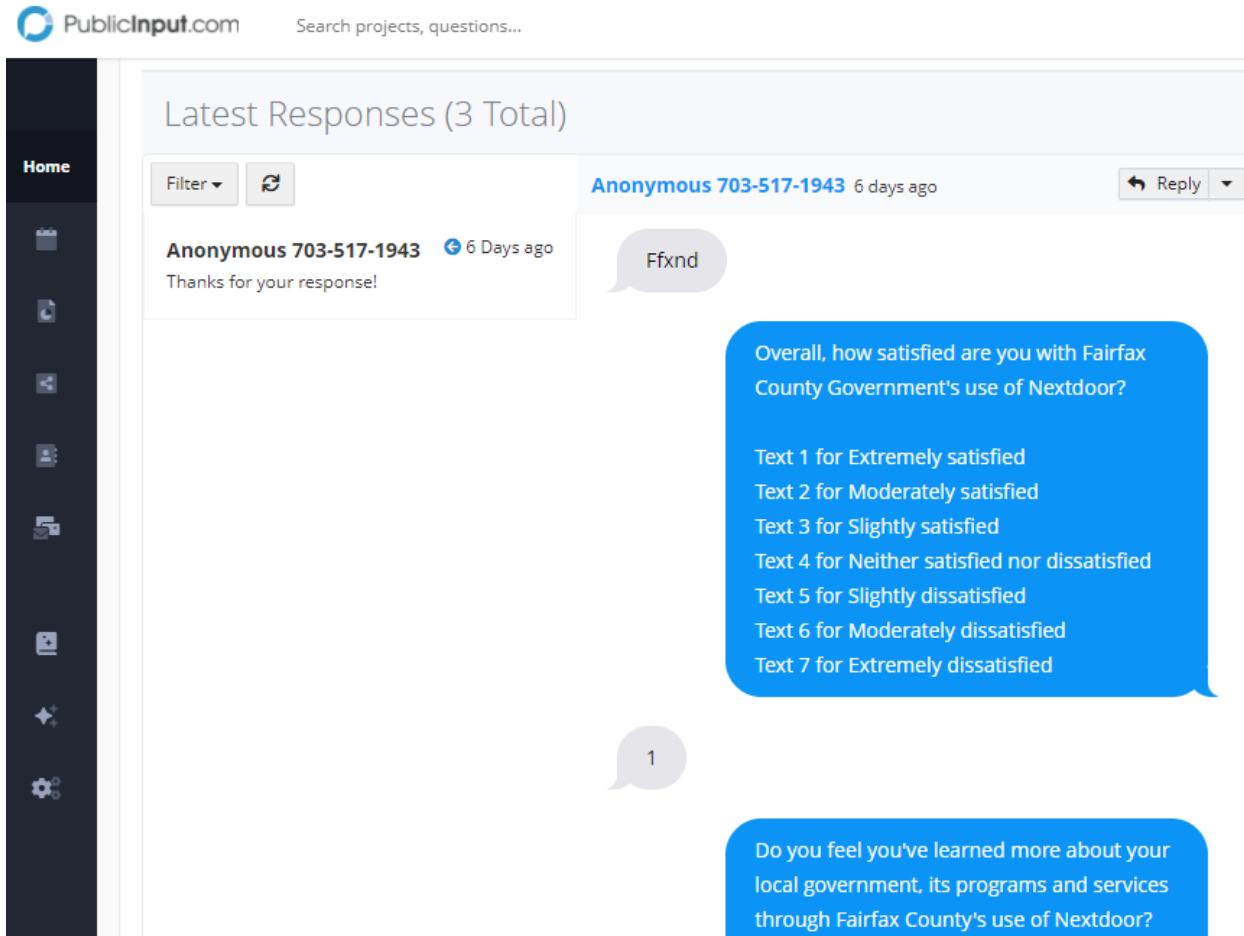 PublicInput.com
Search projects, questions...
Latest Responses (3 Total)
Home
Filter
Anonymous 703-517-1943 6 days ago
Reply
Anonymous 703-517-1943 6 Days ago
Thanks for your response!
Ffxnd
Overall, how satisfied are you with Fairfax
County Government's use of Nextdoor?
Text 1 for Extremely satisfied
Text 2 for Moderately satisfied
Text 3 for Slightly satisfied
Text 4 for Neither satisfied nor dissatisfied
Text 5 for Slightly dissatisfied
Text 6 for Moderately dissatisfied
Text 7 for Extremely dissatisfied
1
Do you feel you've learned more about your
local government, its programs and services
through Fairfax County's use of Nextdoor?